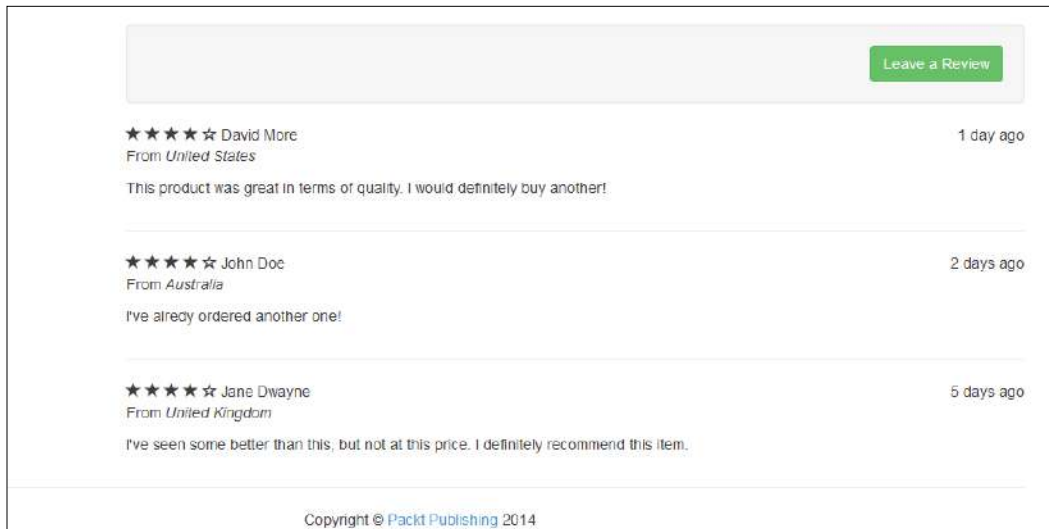 Leave a Review
★ ★ ★ ★ ☆ David More 1 day ago
From United States
This product was great in terms of quality. I would definitely buy another!
★ ★ ★ ★ ☆ John Doe 2 days ago
From Australia
I've alredy ordered another one!
★ ★ ★ ★ ☆ Jane Dwayne 5 days ago
From United Kingdom
I've seen some better than this, but not at this price. I definitely recommend this item.
Copyright © Packt Publishing 2014